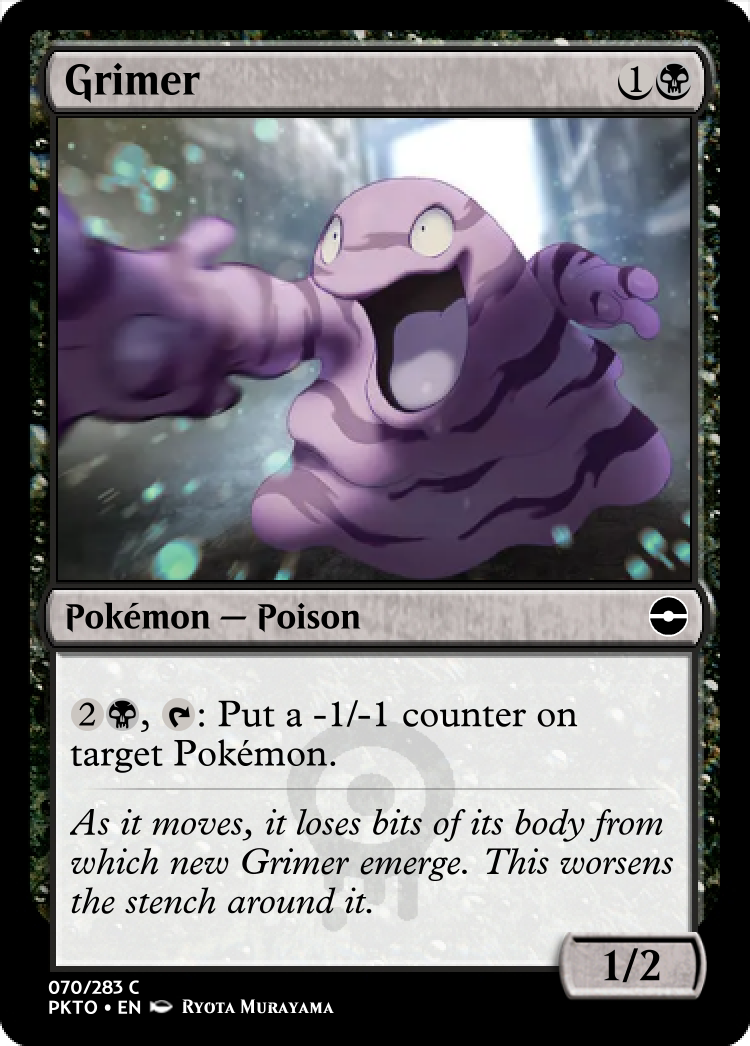 Grimer 1
Pokémon — Poison
2, : Put a -1/-1 counter on
target Pokémon.
As it moves, it loses bits of its body from
which new Grimer emerge. This worsens
the stench around it.
1/2
070/283 C
PKTO • EN Ryota Murayama